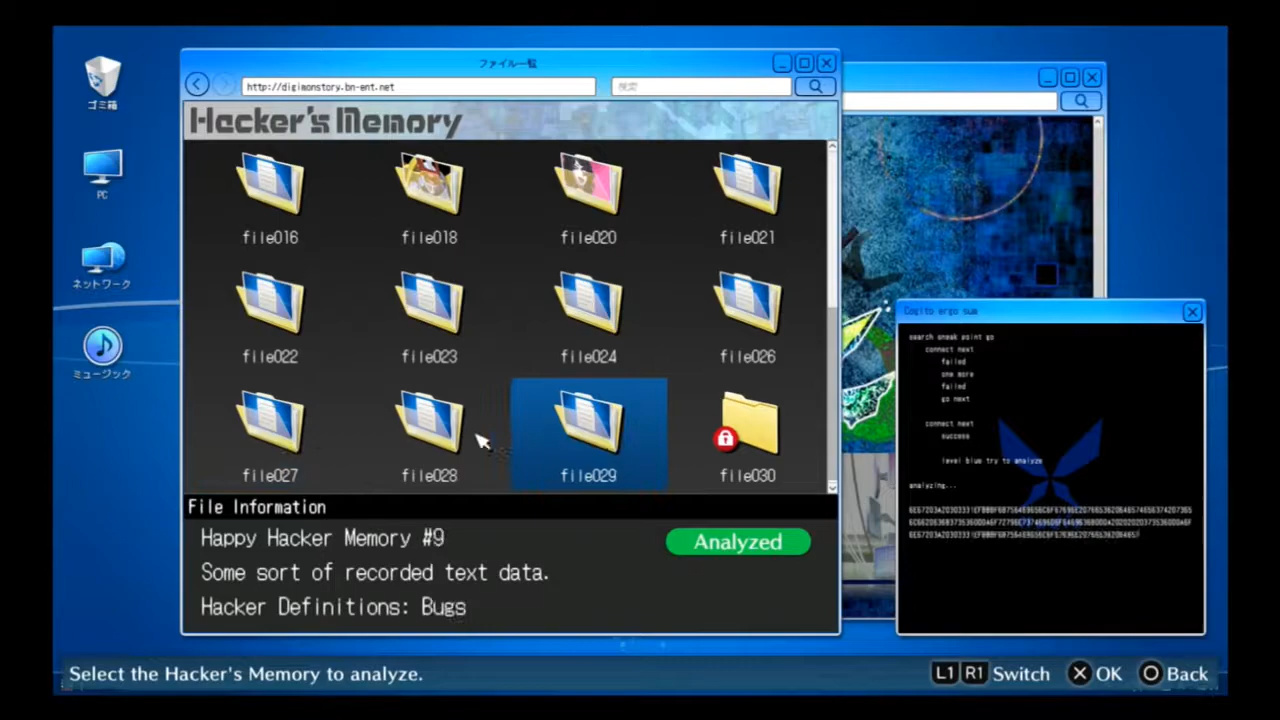 ファイル一覧
http://digimonstory.bn-ent.net
検索
Hacker's Memory
ゴミ箱
PC
ネットワーク
ミュージック
file016
file018
file020
file021
file022
file023
file024
file026
file027
file028
file029
file030
File Information
Happy Hacker Memory #9
Analyzed
Some sort of recorded text data.
Hacker Definitions: Bugs
Cogito ergo sum
search sneak point go
connect next
failed
one more
failed
go next
connect next
success
level blue try to analyze
analyzing...
Select the Hacker's Memory to analyze.
L1 R1 Switch
OK
Back